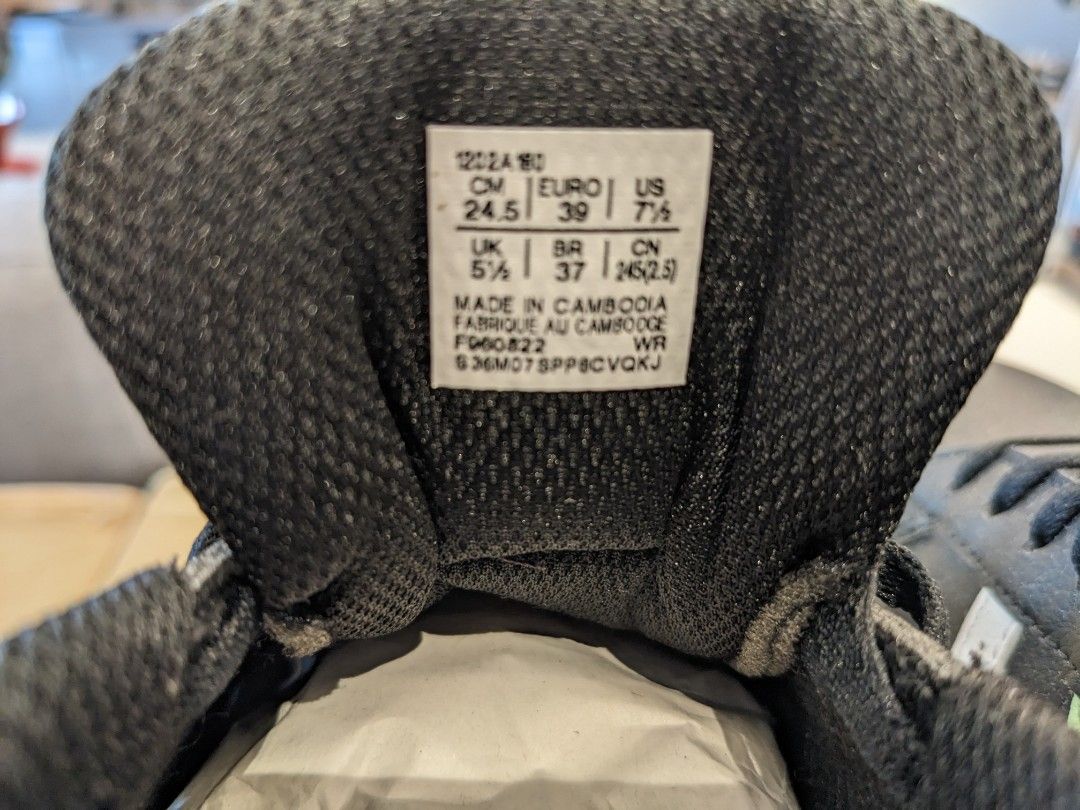 1202A160
CM | EURO | US
24.5 | 39 | 7½
UK | BR | CN
5½ | 37 | 245(2.5)
MADE IN CAMBODIA
FABRIQUE AU CAMBODGE
F960822 WR
S36M07SPP8CVQKJ